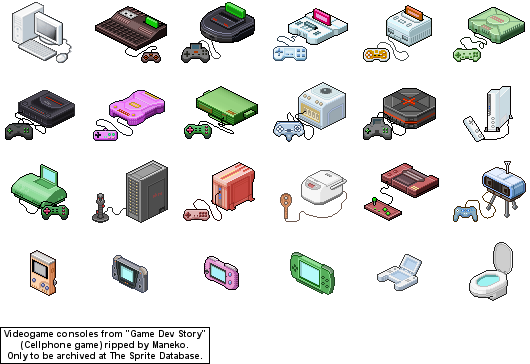 Videogame consoles from "Game Dev Story"
(Cellphone game) ripped by Maneko.
Only to be archived at The Sprite Database.